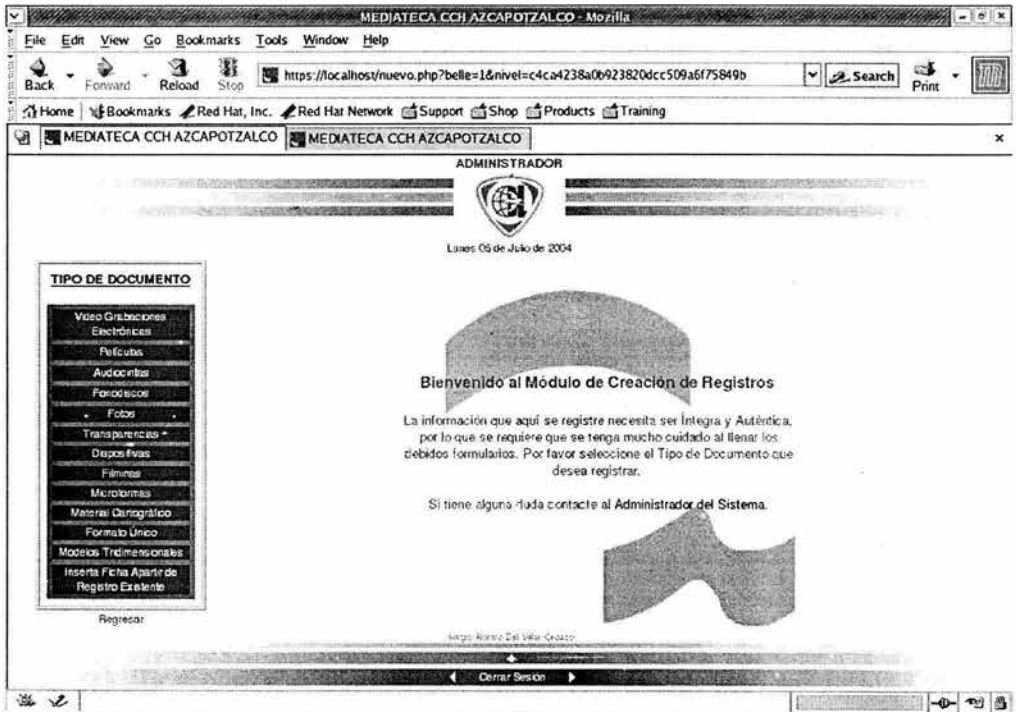 MEDIATECA CCH AZCAPOTZALCO - Mozilla
File Edit View Go Bookmarks Tools Window Help
Back Forward Reload Stop https://localhost/nuevo.php?belle=1&nivel=c4ca4238a0b923820dcc509a6f75849b Search Print
Home Bookmarks Red Hat, Inc. Red Hat Network Support Shop Products Training
MEDIATECA CCH AZCAPOTZALCO MEDIATECA CCH AZCAPOTZALCO
ADMINISTRADOR
Lunes 05 de Julio de 2004
TIPO DE DOCUMENTO
Video Grabaciones
Electrónicas
Películas
Audiocintas
Fonodiscos
Fotos
Transparencias
Diapositivas
Filminas
Microformas
Material Cartográfico
Formato Único
Modelos Tridimensionales
Inserta Ficha Apartir de
Registro Existente
Regresar
Bienvenido al Módulo de Creación de Registros
La información que aquí se registre necesita ser Íntegra y Auténtica,
por lo que se requiere que se tenga mucho cuidado al llenar los
debidos formularios. Por favor seleccione el Tipo de Documento que
desea registrar.
Si tiene alguna duda contacte al Administrador del Sistema.
Cerrar Sesión